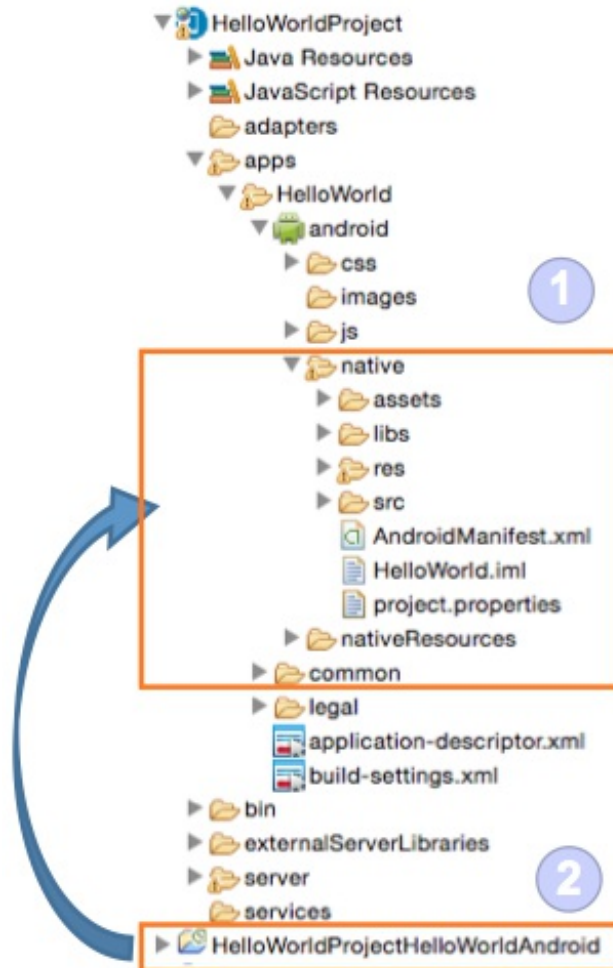 HelloWorldProject
Java Resources
JavaScript Resources
adapters
apps
HelloWorld
android
css
images
1
js
native
assets
libs
res
src
AndroidManifest.xml
HelloWorld.iml
project.properties
nativeResources
common
legal
application-descriptor.xml
build-settings.xml
bin
externalServerLibraries
server
2
services
HelloWorldProjectHelloWorldAndroid